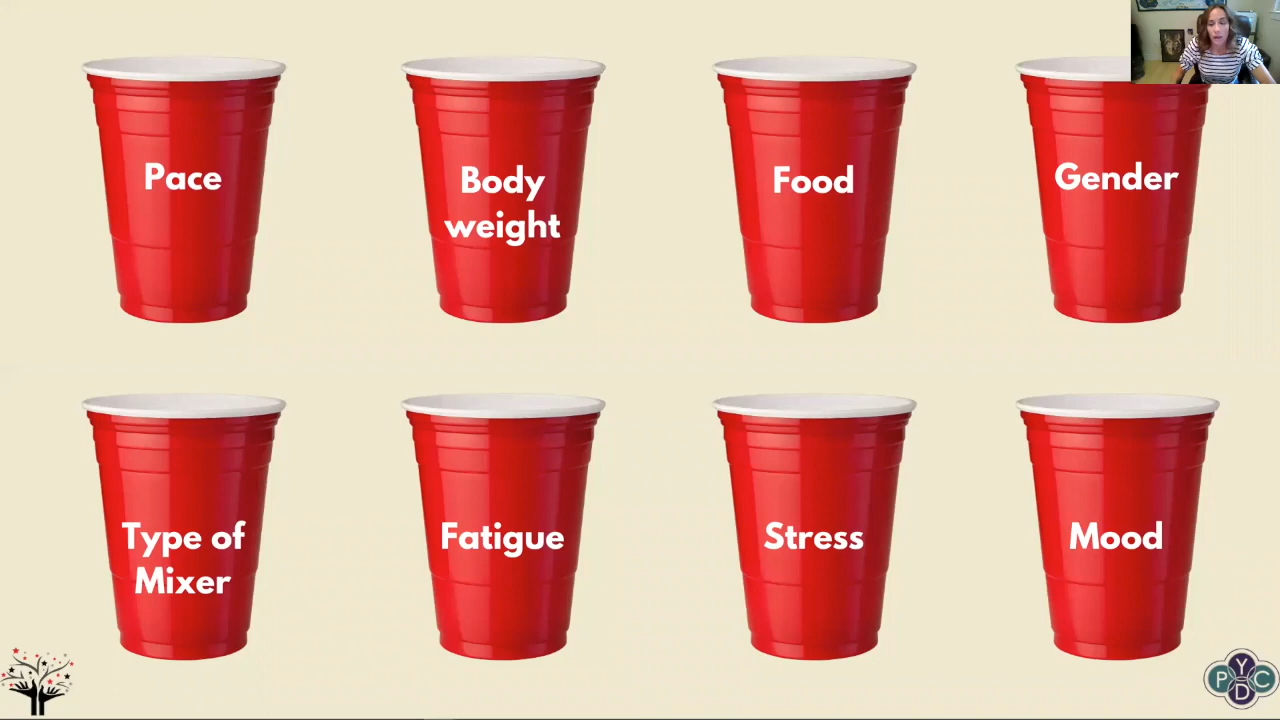 Pace
Body
weight
Food
Gender
Type of
Mixer
Fatigue
Stress
Mood
P Y D C